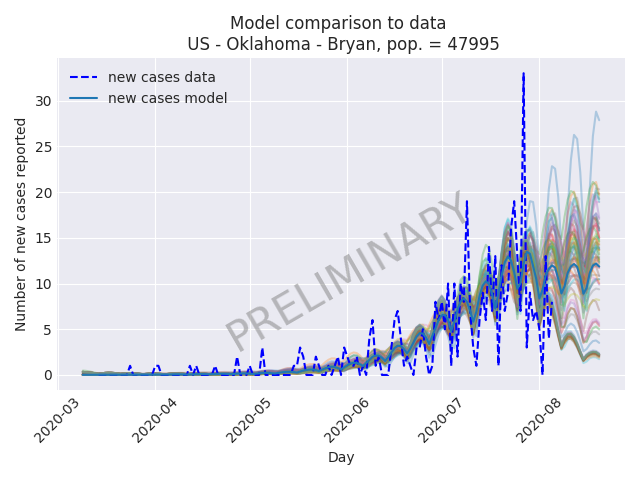 Model comparison to data
US - Oklahoma - Bryan, pop. = 47995
new cases data
new cases model
PRELIMINARY
Number of new cases reported
30
25
20
15
10
5
0
2020-03
2020-04
2020-05
2020-06
2020-07
2020-08
Day